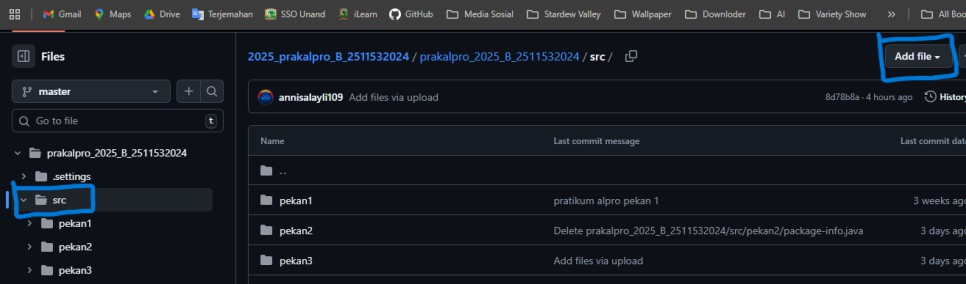 Gmail Maps Drive Terjemahan SSO Unand iLearn GitHub Media Sosial Stardew Valley Wallpaper Downloder AI Variety Show » All Boo
Files
2025_prakalpro_B_2511532024 / prakalpro_2025_B_2511532024 / src /
Add file
master
annisalayli109 Add files via upload
8d78b8a · 4 hours ago
History
Go to file
t
Name
Last commit message
Last commit date
prakalpro_2025_B_2511532024
..
.settings
pekan1
pratikum alpro pekan 1
3 weeks ago
src
pekan1
pekan2
Delete prakalpro_2025_B_2511532024/src/pekan2/package-info.java
3 days ago
pekan2
pekan3
Add files via upload
3 days ago
pekan3